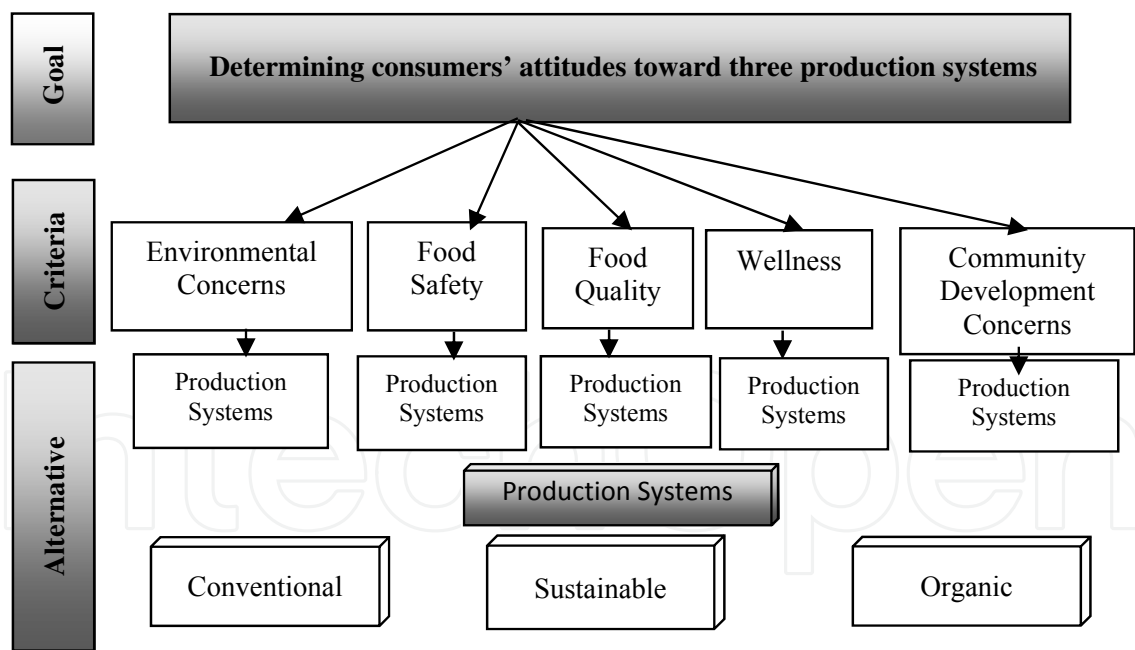 Goal
Determining consumers’ attitudes toward three production systems
Criteria
Environmental
Concerns
Food
Safety
Food
Quality
Wellness
Community
Development
Concerns
Alternative
Production
Systems
Production
Systems
Production
Systems
Production
Systems
Production
Systems
Production Systems
Conventional
Sustainable
Organic
IntechOpen